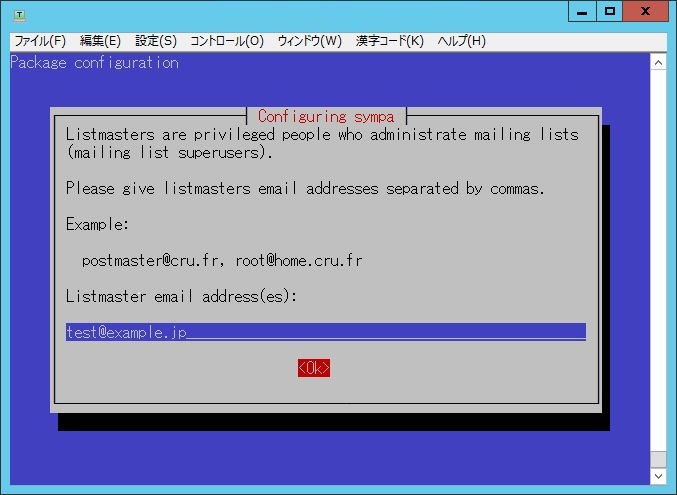 ファイル(F) 編集(E) 設定(S) コントロール(O) ウィンドウ(W) 漢字コード(K) ヘルプ(H)
Package configuration
Configuring sympa
Listmasters are privileged people who administrate mailing lists
(mailing list superusers).
Please give listmasters email addresses separated by commas.
Example:
postmaster@cru.fr, root@home.cru.fr
Listmaster email address(es):
test@example.jp
<Ok>